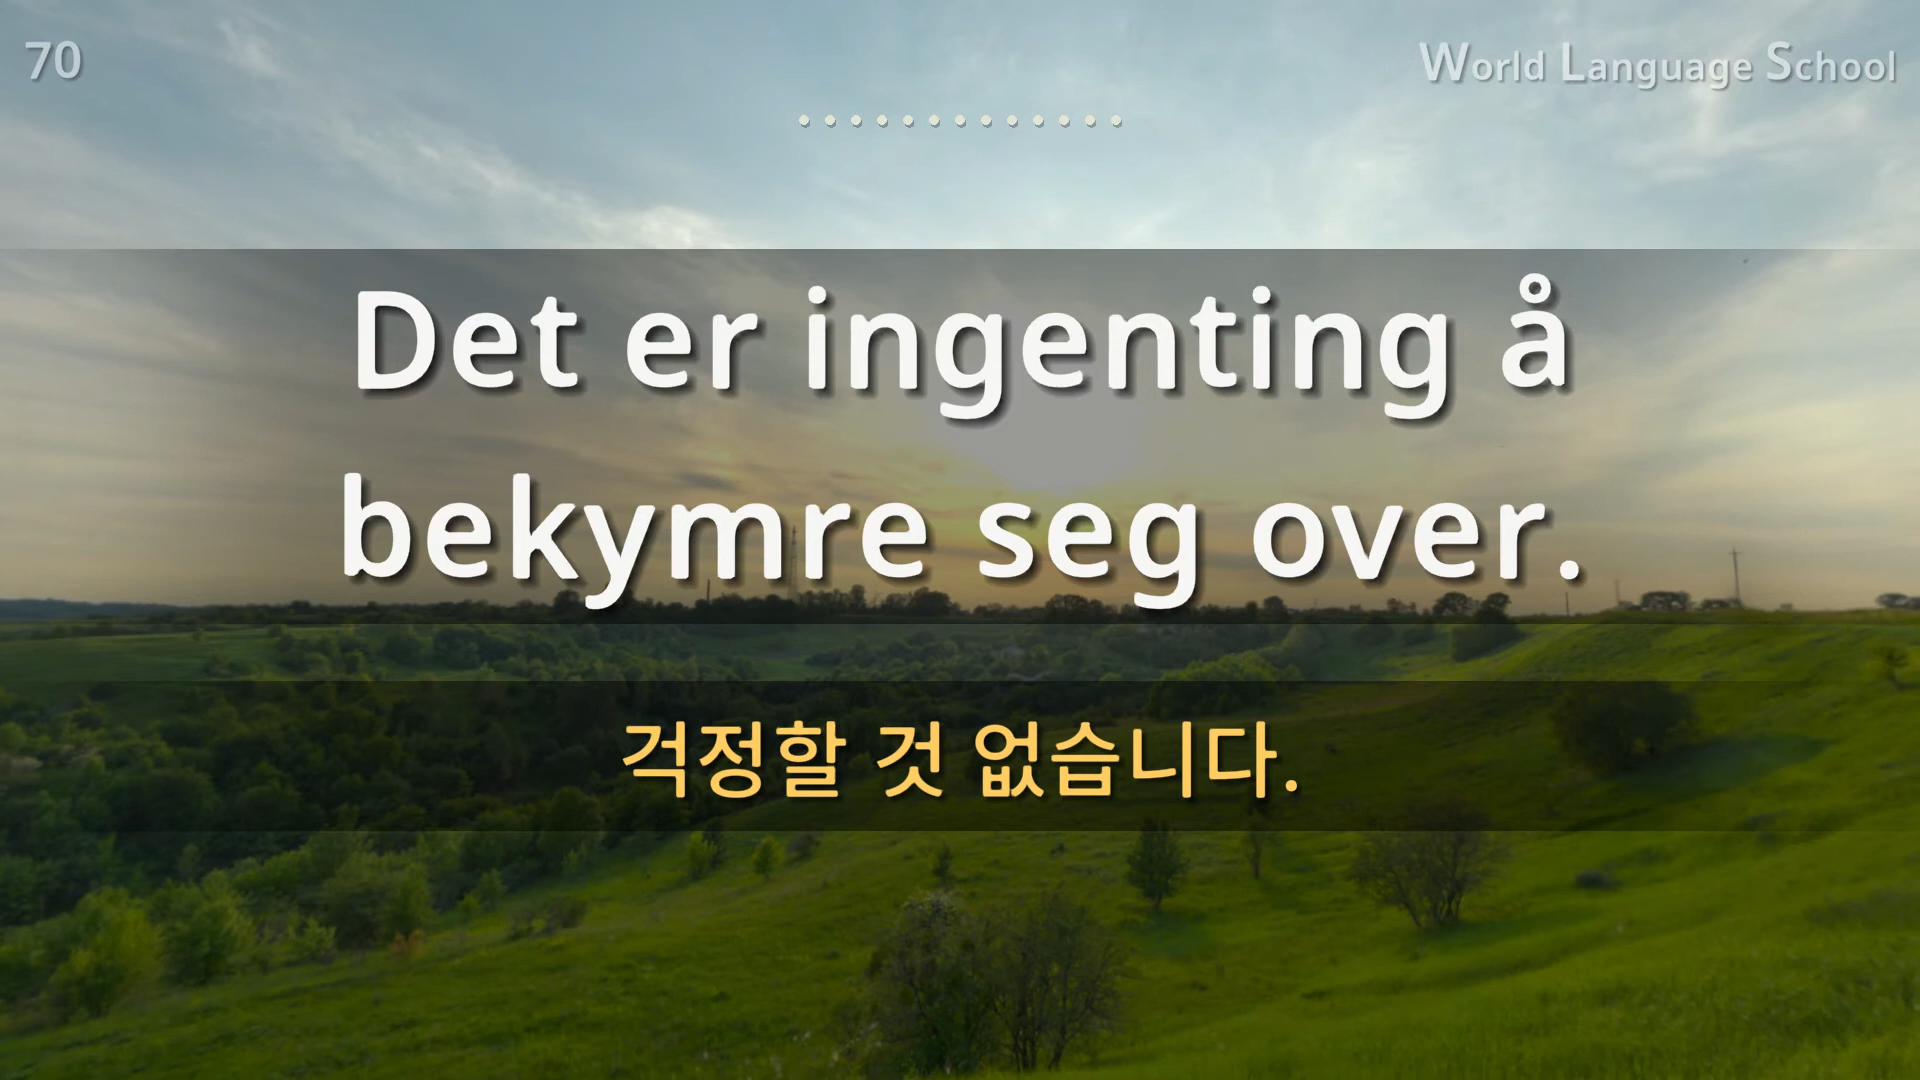 70
World Language School
Det er ingenting å
bekymre seg over.
걱정할 것 없습니다.